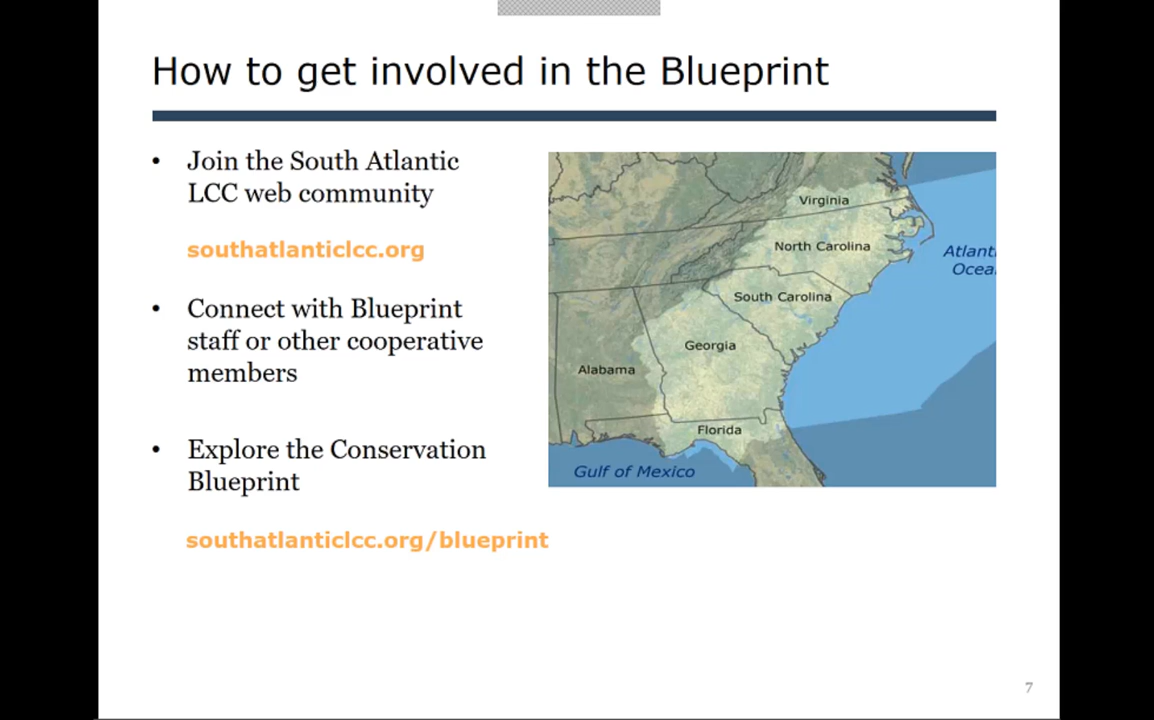 How to get involved in the Blueprint
• Join the South Atlantic
LCC web community
southatlanticlcc.org
• Connect with Blueprint
staff or other cooperative
members
• Explore the Conservation
Blueprint
southatlanticlcc.org/blueprint
Virginia
North Carolina
Atlant
Ocea
South Carolina
Georgia
Alabama
Florida
Gulf of Mexico
7